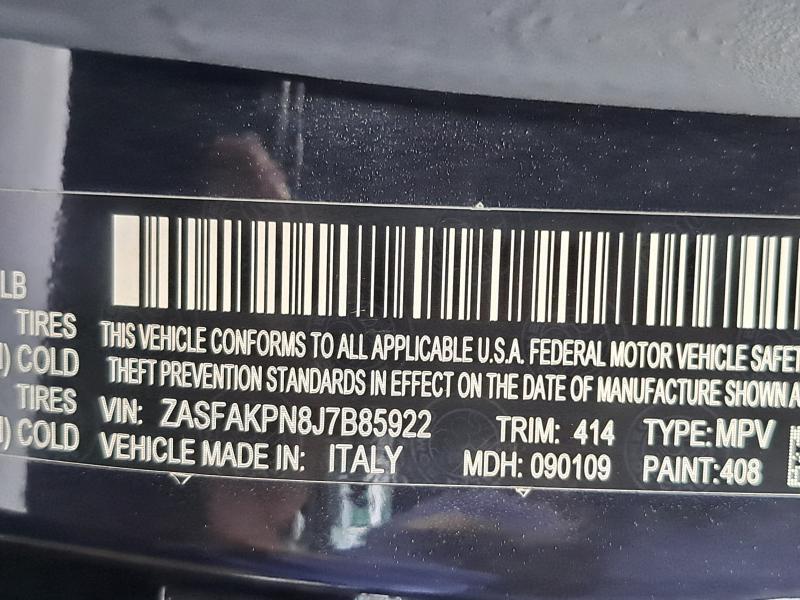 LB
TIRES
THIS VEHICLE CONFORMS TO ALL APPLICABLE U.S.A. FEDERAL MOTOR VEHICLE SAFET
) COLD
THEFT PREVENTION STANDARDS IN EFFECT ON THE DATE OF MANUFACTURE SHOWN A
TIRES
VIN: ZASFAKPN8J7B85922 TRIM: 414 TYPE: MPV
) COLD
VEHICLE MADE IN: ITALY MDH: 090109 PAINT: 408